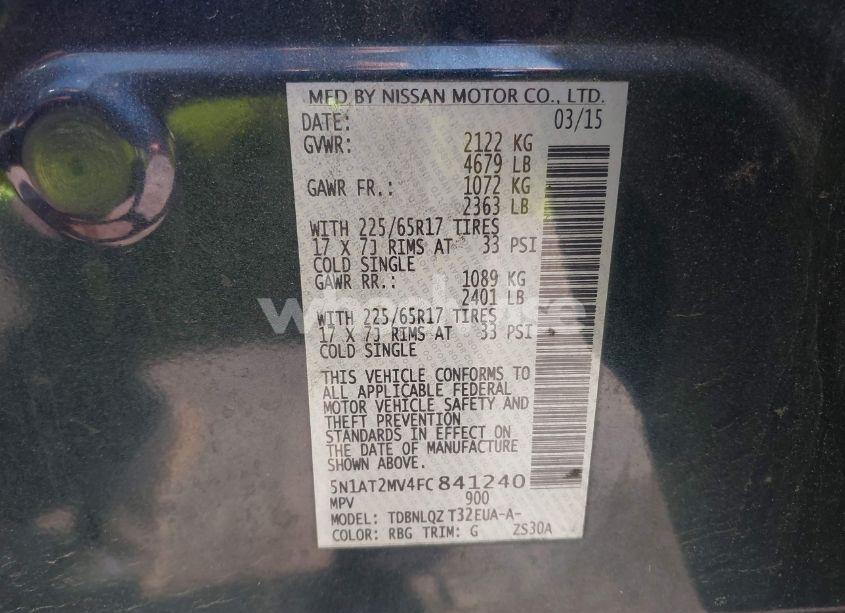 MFD BY NISSAN MOTOR CO., LTD.
DATE: 03/15
GVWR: 2122 KG
4679 LB
GAWR FR.: 1072 KG
2363 LB
WITH 225/65R17 TIRES
17 X 7J RIMS AT 33 PSI
COLD SINGLE
GAWR RR.: 1089 KG
2401 LB
WITH 225/65R17 TIRES
17 X 7J RIMS AT 33 PSI
COLD SINGLE
THIS VEHICLE CONFORMS TO
ALL APPLICABLE FEDERAL
MOTOR VEHICLE SAFETY AND
THEFT PREVENTION
STANDARDS IN EFFECT ON
THE DATE OF MANUFACTURE
SHOWN ABOVE.
5N1AT2MV4FC841240
MPV 900
MODEL: TDBNLQZ T32EUA-A-
COLOR: RBG TRIM: G ZS30A